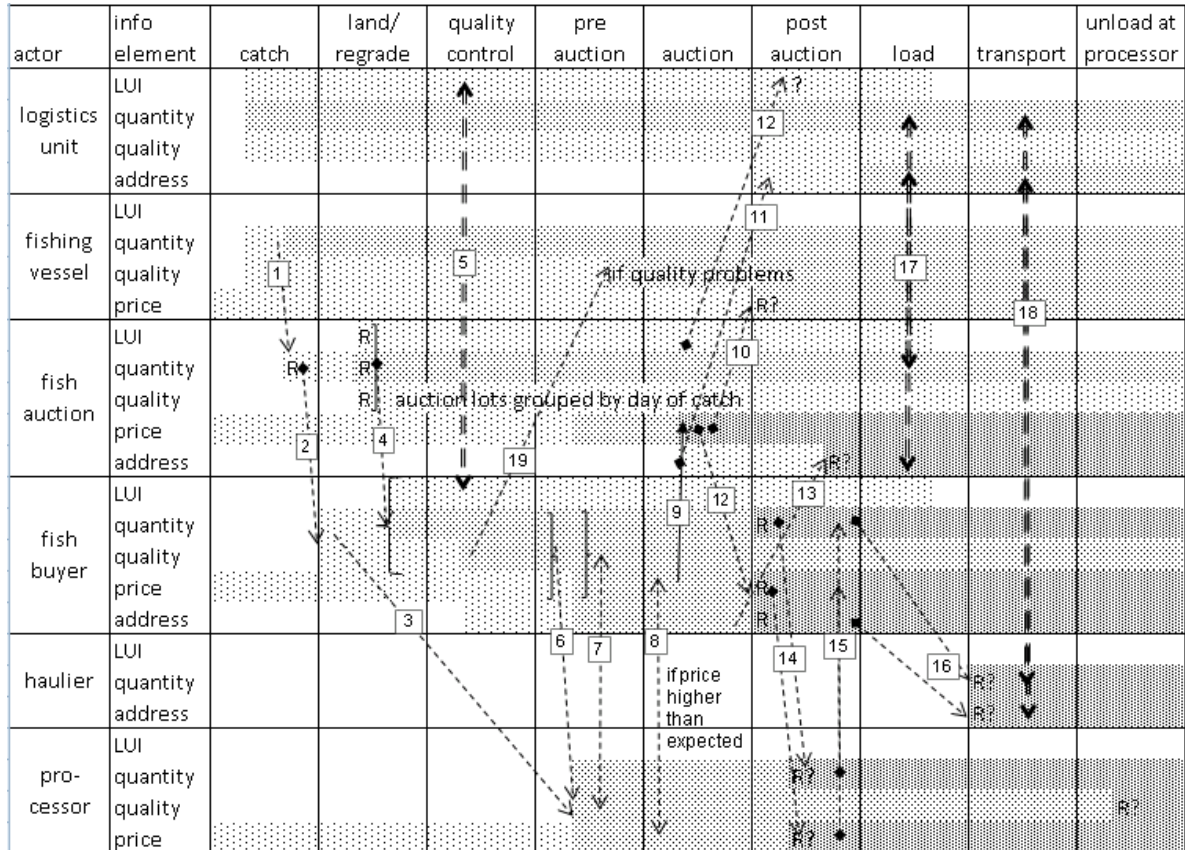 actor info element catch land/ regrade quality control pre auction auction post auction load transport unload at processor
logistics unit
LUI
quantity
quality
address
?
12
11
5
17
18
fishing vessel
LUI
quantity
quality
price
1
if quality problems
R?
10
fish auction
LUI
quantity
quality
price
address
R
R
R
R
auction lots grouped by day of catch
2
4
19
R?
fish buyer
LUI
quantity
quality
price
address
9
12
13
R
R
R
3
6
7
8
14
15
haulier
LUI
quantity
address
if price
higher
than
expected
16
R?
R?
pro-
cessor
LUI
quantity
quality
price
R?
R?
R?